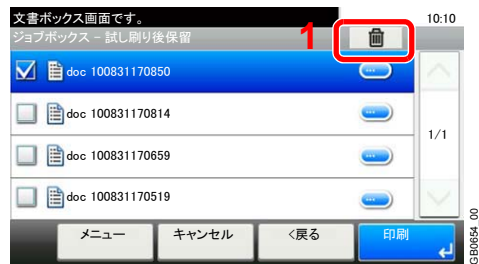 文書ボックス画面です。
10:10
ジョブボックス － 試し刷り後保留
1
doc 100831170850
doc 100831170814
1/1
doc 100831170659
doc 100831170519
メニュー
キャンセル
<戻る
印刷
GB0654_00